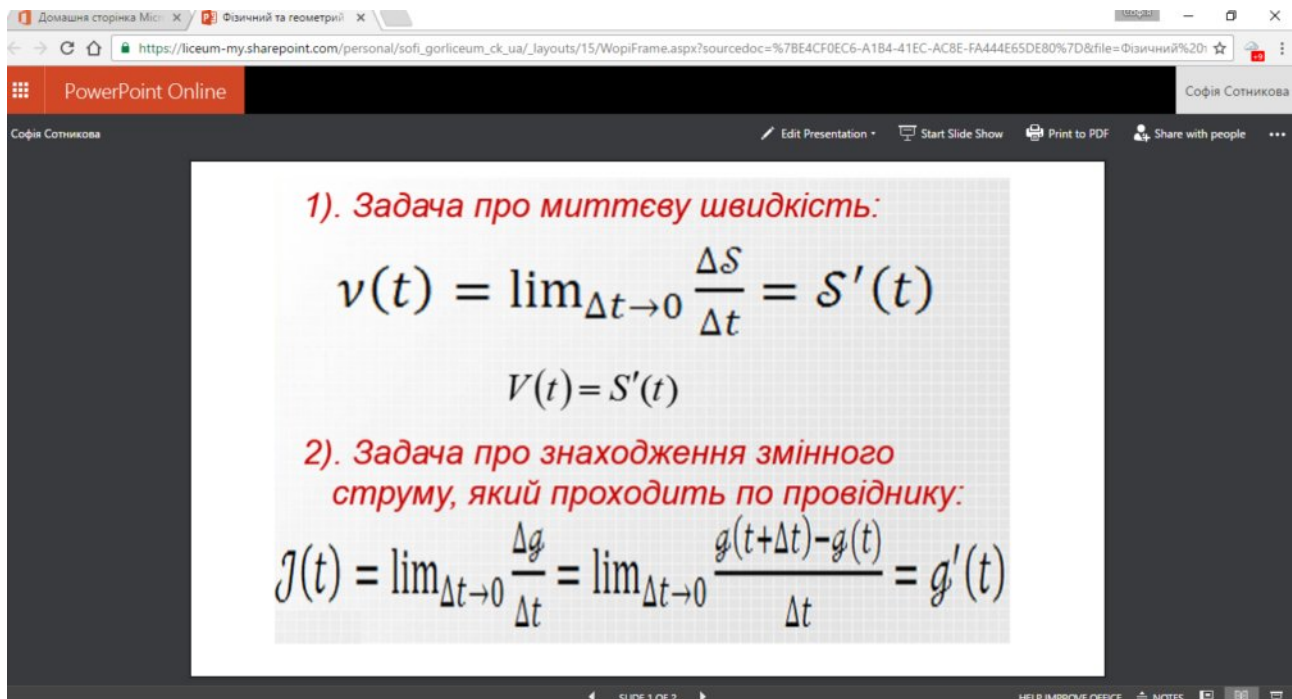 Домашня сторінка Micr
Фізичний та геометрий
https://liceum-my.sharepoint.com/personal/sofi_gorliceum_ck_ua/_layouts/15/WopiFrame.aspx?sourcedoc=%7BE4CF0EC6-A1B4-41EC-AC8E-FA444E65DE80%7D&file=Фізичний%20
+9
PowerPoint Online
Софія Сотникова
Софія Сотникова
Edit Presentation
Start Slide Show
Print to PDF
Share with people
1). Задача про миттєву швидкість:
v(t) = lim_{Δt→0} ΔS/Δt = S′(t)
V(t) = S′(t)
2). Задача про знаходження змінного
струму, який проходить по провіднику:
J(t) = lim_{Δt→0} Δg/Δt = lim_{Δt→0} (g(t+Δt)−g(t))/Δt = g′(t)
SLIDE 1 OF 2
HELP IMPROVE OFFICE
NOTES